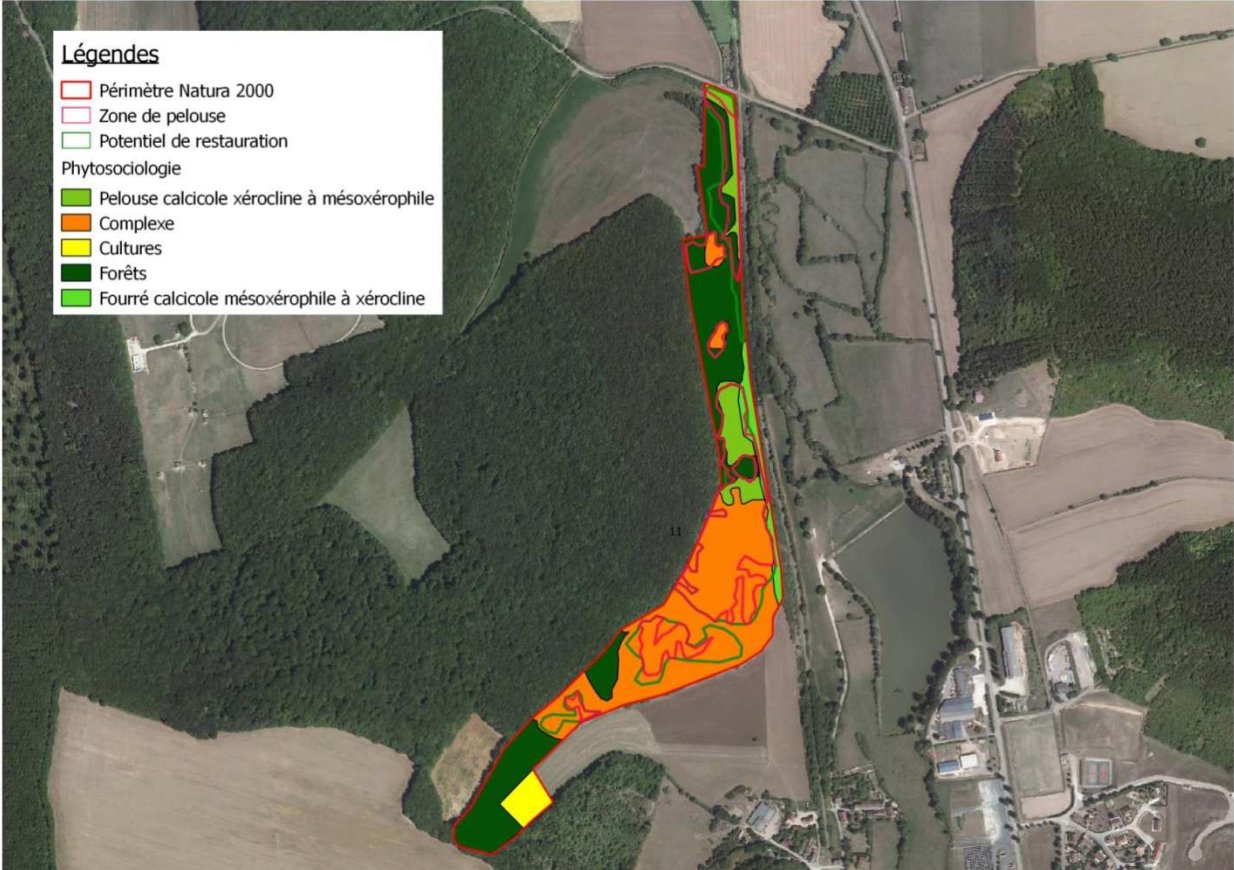 Légendes
Périmètre Natura 2000
Zone de pelouse
Potentiel de restauration
Phytosociologie
Pelouse calcicole xérocline à mésoxérophile
Complexe
Cultures
Forêts
Fourré calcicole mésoxérophile à xérocline
11